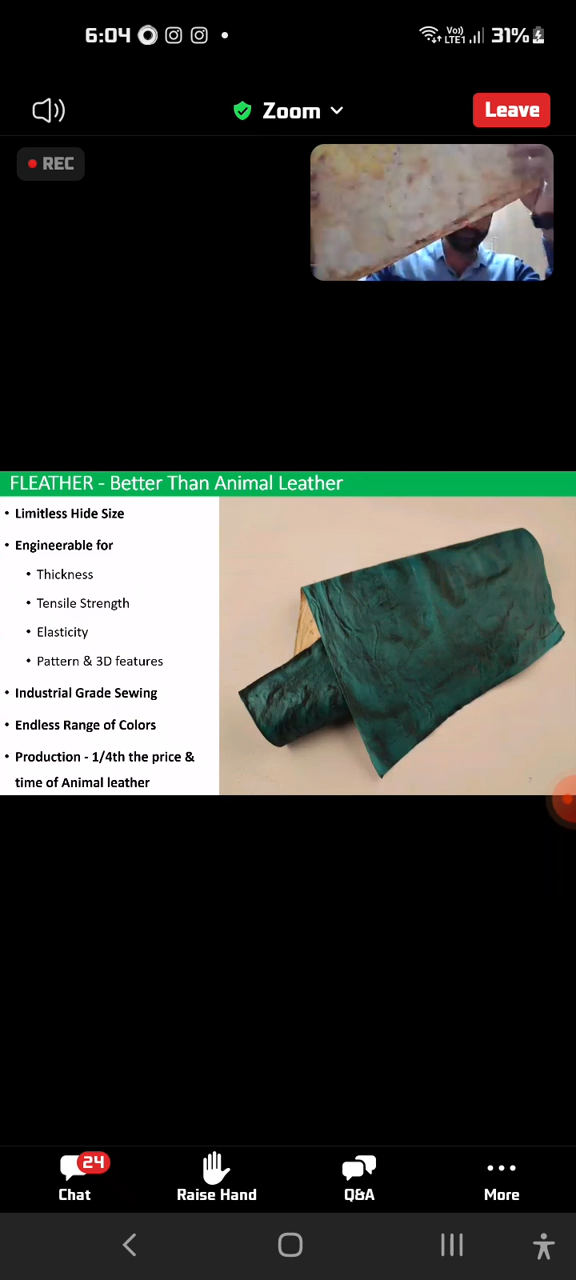 6:04
Vo))
LTE1
31%
Zoom
Leave
REC
FLEATHER - Better Than Animal Leather
• Limitless Hide Size
• Engineerable for
• Thickness
• Tensile Strength
• Elasticity
• Pattern & 3D features
• Industrial Grade Sewing
• Endless Range of Colors
• Production - 1/4th the price &
time of Animal leather
24
Chat
Raise Hand
Q&A
More